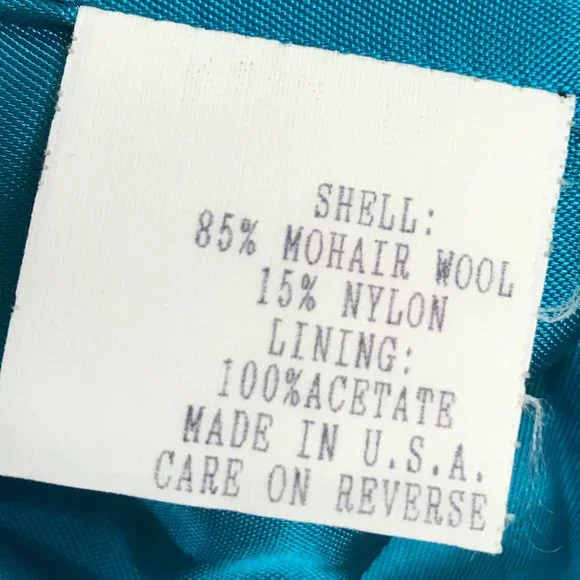 SHELL:
85% MOHAIR WOOL
15% NYLON
LINING:
100%ACETATE
MADE IN U.S.A.
CARE ON REVERSE